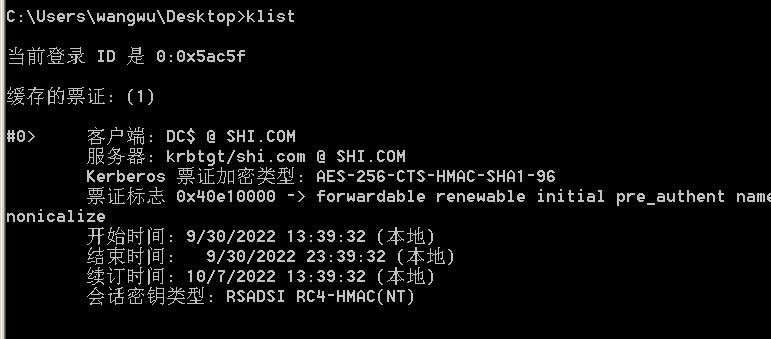 C:\Users\wangwu\Desktop>klist
当前登录 ID 是 0:0x5ac5f
缓存的票证: (1)
#0> 客户端: DC$ @ SHI.COM
服务器: krbtgt/shi.com @ SHI.COM
Kerberos 票证加密类型: AES-256-CTS-HMAC-SHA1-96
票证标志 0x40e10000 -> forwardable renewable initial pre_authent name
nonicalize
开始时间: 9/30/2022 13:39:32 (本地)
结束时间:   9/30/2022 23:39:32 (本地)
续订时间: 10/7/2022 13:39:32 (本地)
会话密钥类型: RSADSI RC4-HMAC(NT)